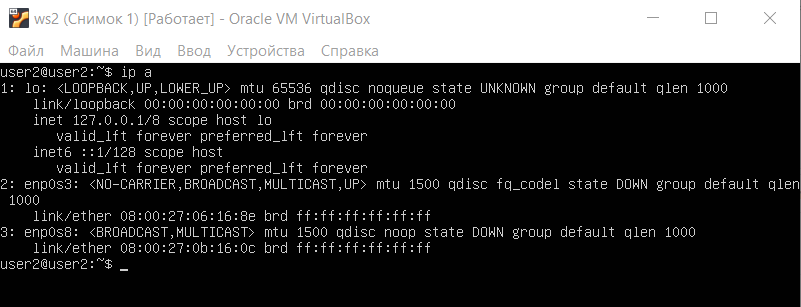 ws2 (Снимок 1) [Работает] - Oracle VM VirtualBox
Файл Машина Вид Ввод Устройства Справка
user2@user2:~$ ip a
1: lo: <LOOPBACK,UP,LOWER_UP> mtu 65536 qdisc noqueue state UNKNOWN group default qlen 1000
    link/loopback 00:00:00:00:00:00 brd 00:00:00:00:00:00
    inet 127.0.0.1/8 scope host lo
       valid_lft forever preferred_lft forever
    inet6 ::1/128 scope host
       valid_lft forever preferred_lft forever
2: enp0s3: <NO-CARRIER,BROADCAST,MULTICAST,UP> mtu 1500 qdisc fq_codel state DOWN group default qlen
 1000
    link/ether 08:00:27:06:16:8e brd ff:ff:ff:ff:ff:ff
3: enp0s8: <BROADCAST,MULTICAST> mtu 1500 qdisc noop state DOWN group default qlen 1000
    link/ether 08:00:27:0b:16:0c brd ff:ff:ff:ff:ff:ff
user2@user2:~$ _